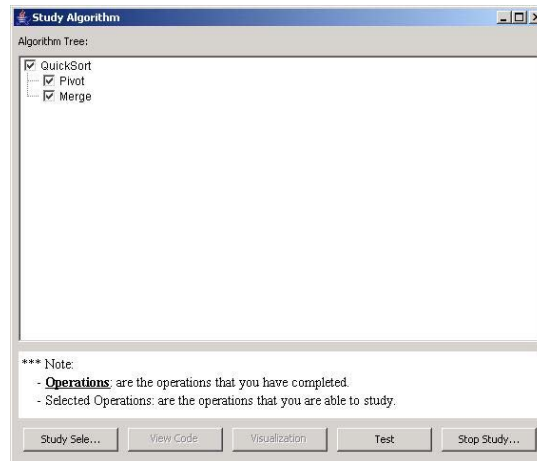 Study Algorithm
Algorithm Tree:
QuickSort
Pivot
Merge
*** Note:
- Operations: are the operations that you have completed.
- Selected Operations: are the operations that you are able to study.
Study Sele... View Code Visualization Test Stop Study...